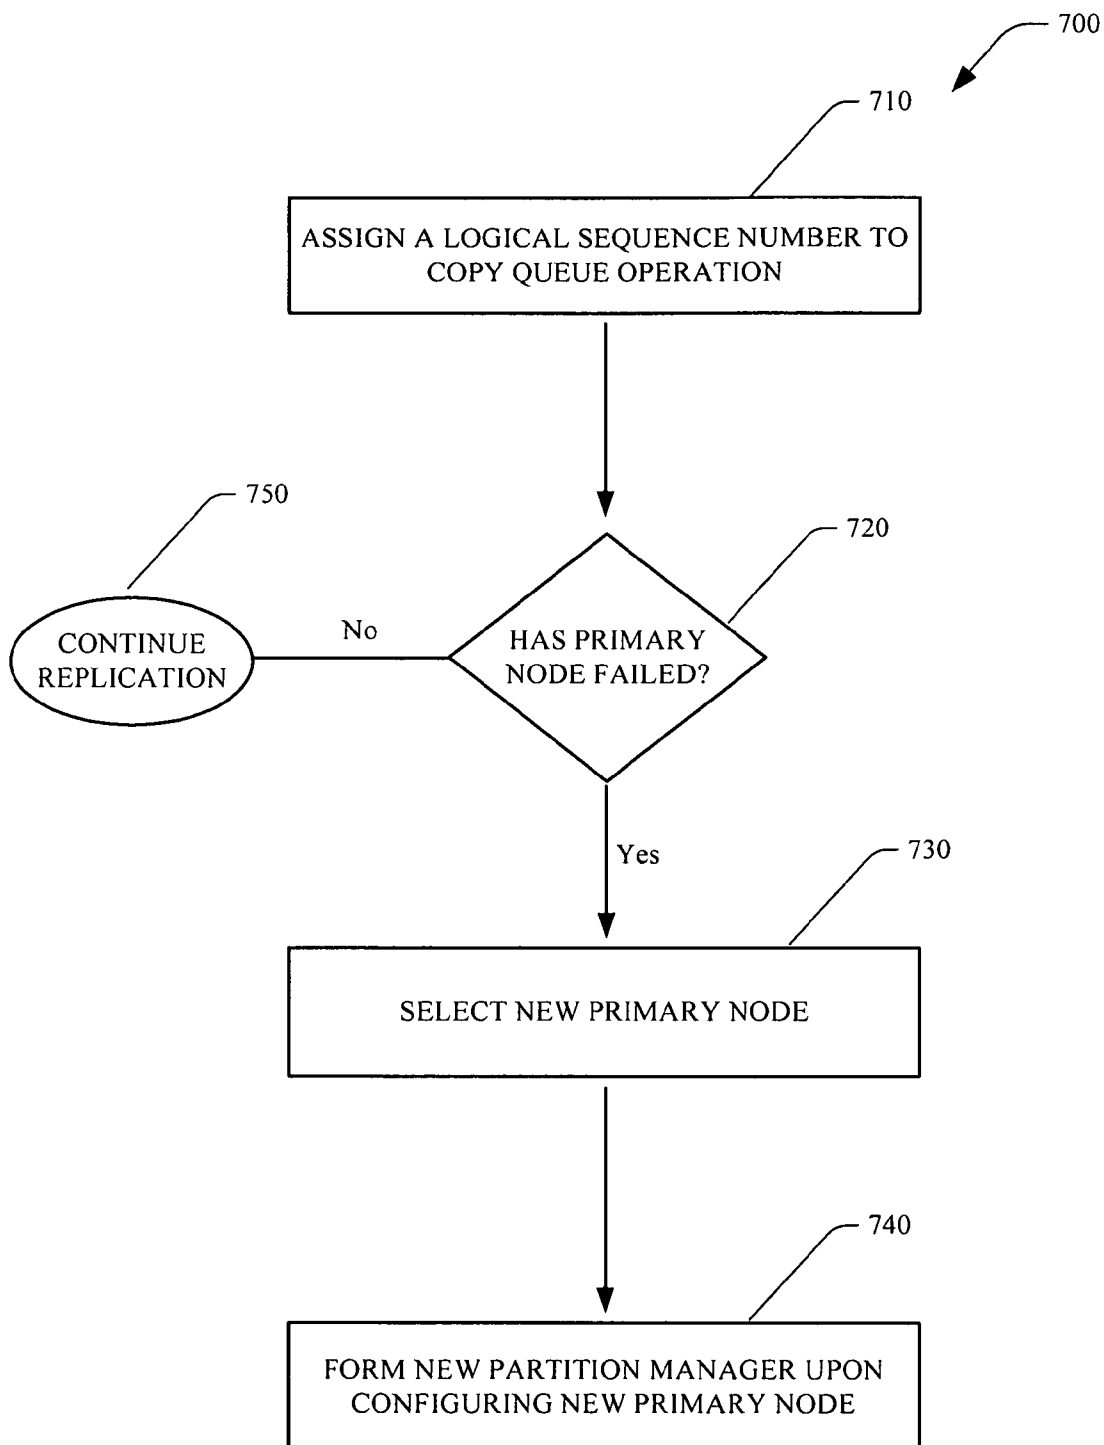 700
710
ASSIGN A LOGICAL SEQUENCE NUMBER TO
COPY QUEUE OPERATION
750
720
No
CONTINUE
REPLICATION
HAS PRIMARY
NODE FAILED?
Yes
730
SELECT NEW PRIMARY NODE
740
FORM NEW PARTITION MANAGER UPON
CONFIGURING NEW PRIMARY NODE